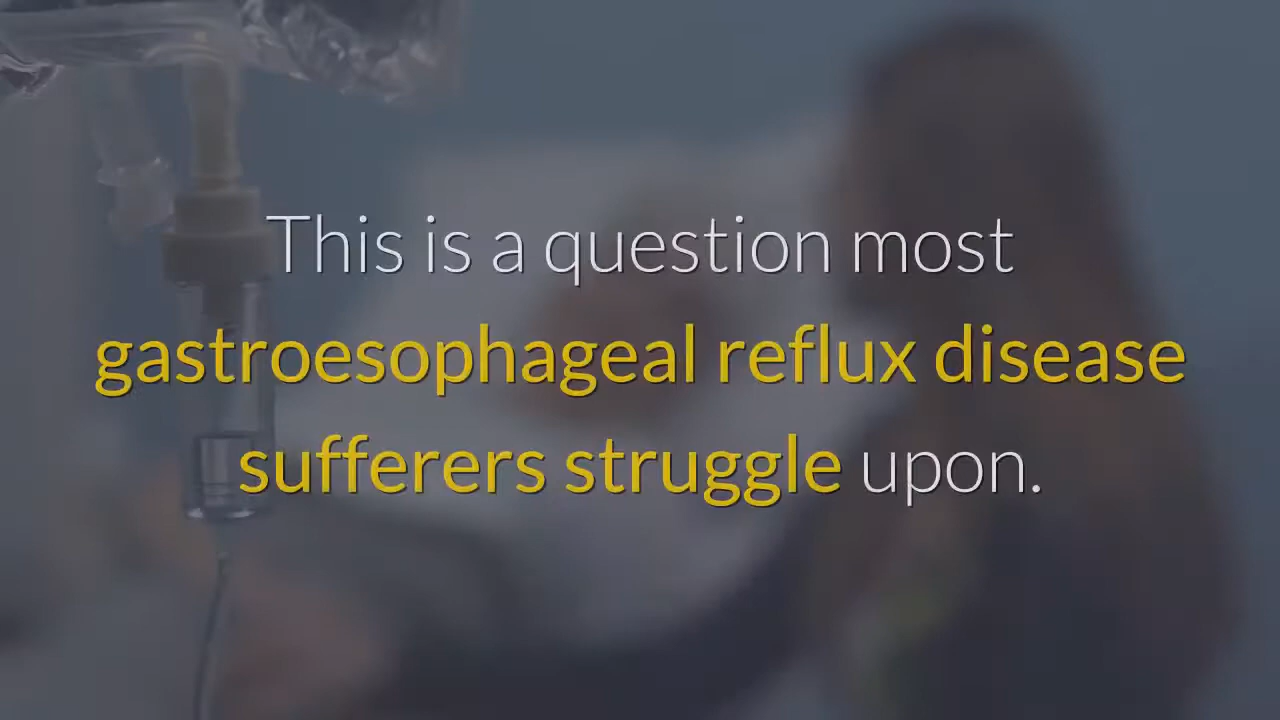 This is a question most
gastroesophageal reflux disease
sufferers struggle upon.